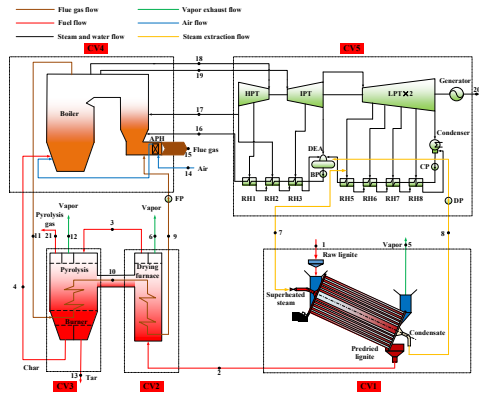 Flue gas flow
Vapor exhaust flow
Fuel flow
Air flow
Steam and water flow
Steam extraction flow
CV4
CV5
18
19
17
16
Boiler
APH
15
Flue gas
14
Air
HPT
IPT
LPT×2
Generator
20
Condenser
DEA
BP
CP
RH1
RH2
RH3
RH5
RH6
RH7
RH8
FP
DP
Vapor
Pyrolysis
gas
11
21
12
3
Vapor
6
9
7
8
1
Raw lignite
Vapor
5
Pyrolysis
10
Drying
furnace
4
Burner
Superheated
steam
Condensate
Predried
lignite
Char
13
Tar
2
CV3
CV2
CV1